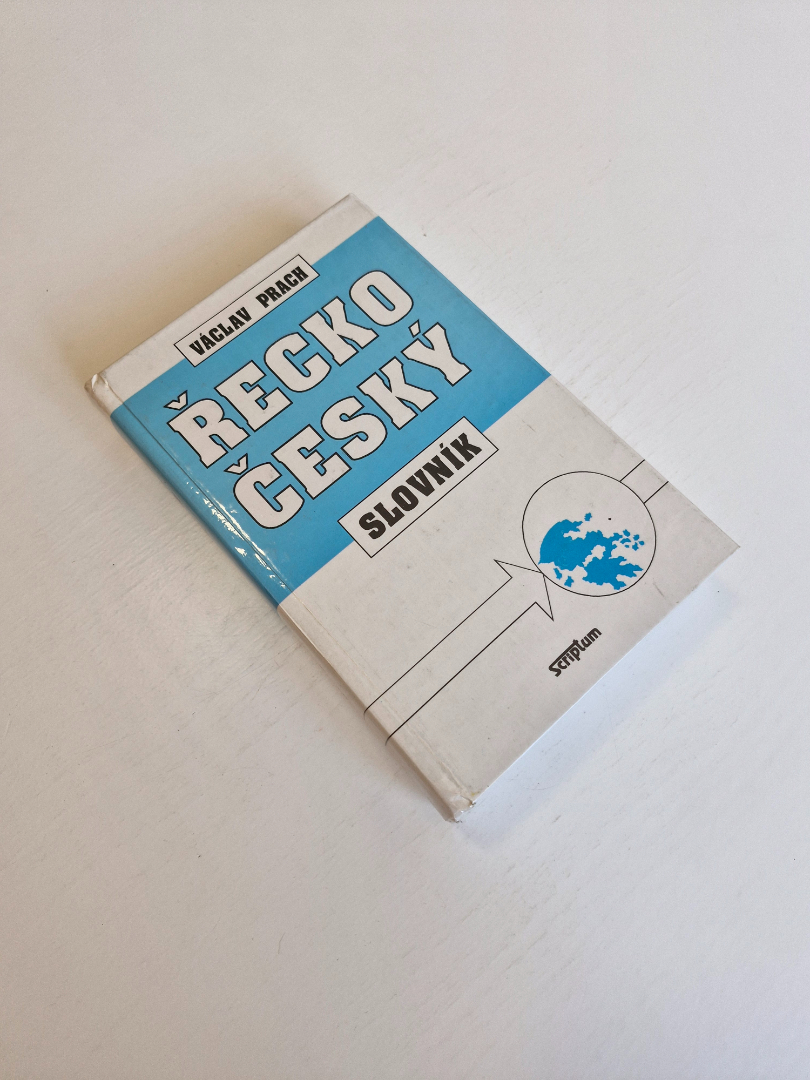 VÁCLAV PRACH
ŘECKO
ČESKÝ
SLOVNÍK
Scriptum